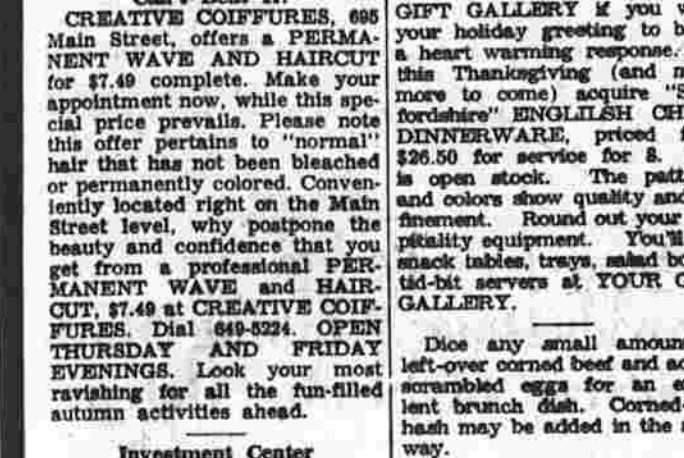 CREATIVE COIFFURES, 695
Main Street, offers a PERMA-
NENT WAVE AND HAIRCUT
for $7.49 complete. Make your
appointment now, while this spe-
cial price prevails. Please note
this offer pertains to "normal"
hair that has not been bleached
or permanently colored. Conven-
iently located right on the Main
Street level, why postpone the
beauty and confidence that you
get from a professional PER-
MANENT WAVE and HAIR-
CUT, $7.49 at CREATIVE COIF-
FURES. Dial 649-5224. OPEN
THURSDAY AND FRIDAY
EVENINGS. Look your most
ravishing for all the fun-filled
autumn activities ahead.
Investment Center
GIFT GALLERY if you
your holiday greeting to
a heart warming response.
this Thanksgiving (and
more to come) acquire
fordshire" ENGLILSH
DINNERWARE, priced
$26.50 for service for 8.
is open stock. The
and colors show quality
finement. Round out your
pitality equipment. You'll
snack tables, trays, salad
tid-bit servers at YOUR
GALLERY.
Dice any small
left-over corned beef and
scrambled eggs for an
lent brunch dish. Corned-
hash may be added in the
way.